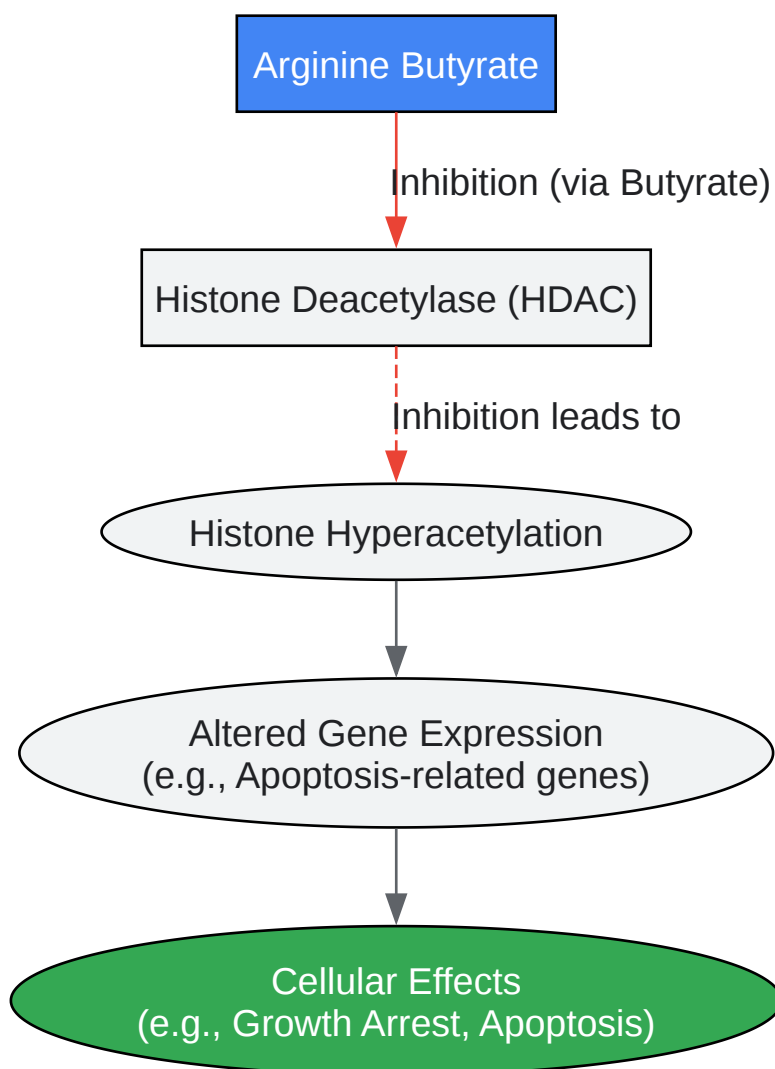 Arginine Butyrate
Inhibition (via Butyrate)
Histone Deacetylase (HDAC)
Inhibition leads to
Histone Hyperacetylation
Altered Gene Expression
(e.g., Apoptosis-related genes)
Cellular Effects
(e.g., Growth Arrest, Apoptosis)